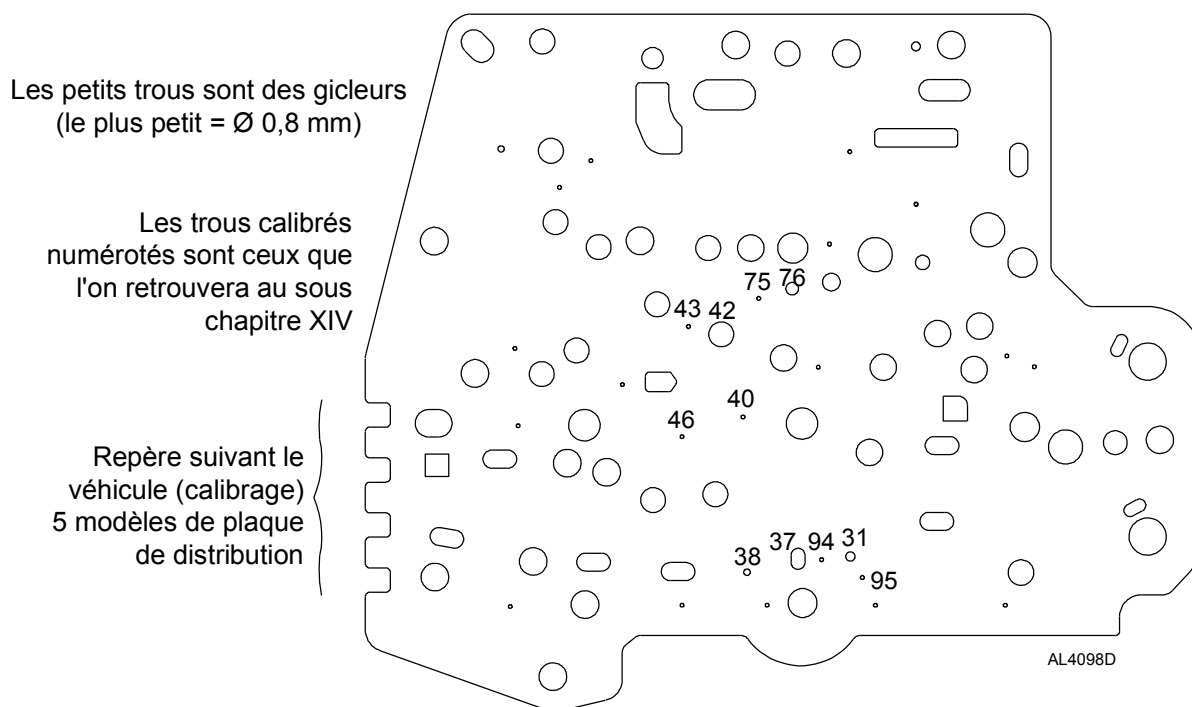 Les petits trous sont des gicleurs
(le plus petit = Ø 0,8 mm)
Les trous calibrés
numérotés sont ceux que
l'on retrouvera au sous
chapitre XIV
75 76
43 42
40
46
Repère suivant le
véhicule (calibrage)
5 modèles de plaque
de distribution
37 94 31
38
95
AL4098D